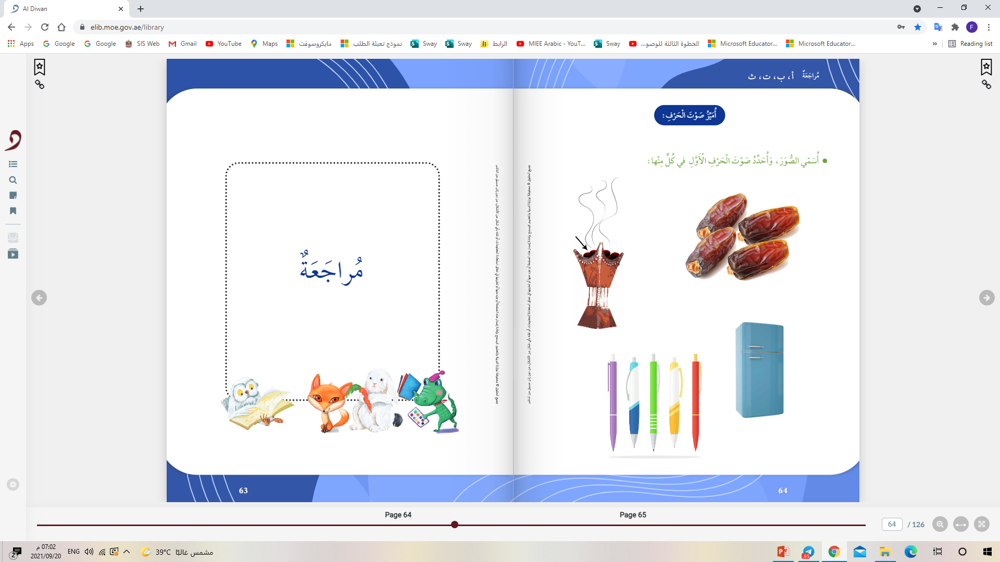 Al Diwan
elib.moe.gov.ae/library
F
Apps
Google
Google
SIS Web
Gmail
YouTube
Maps
مايكروسوفت
نموذج تعبئة الطلب
Sway
Sway
الرابط
MIEE Arabic - YouT...
Sway
الخطوة الثالثة للوصو...
Microsoft Educator...
Microsoft Educator...
»
Reading list
مُراجَعَةٌ أ، ب، ت، ث
أُمَيِّزُ صَوْتَ الْحَرْفِ:
• أُسَمّي الصُّوَرَ، وَأُحَدِّدُ صَوْتَ الْحَرْفِ الْأَوَّلِ في كُلٍّ مِنْها:
مُراجَعَةٌ
63
64
Page 64
Page 65
64
/ 126
2
07:02 م
2021/09/20
ENG
39°C مشمس غالبًا
.95